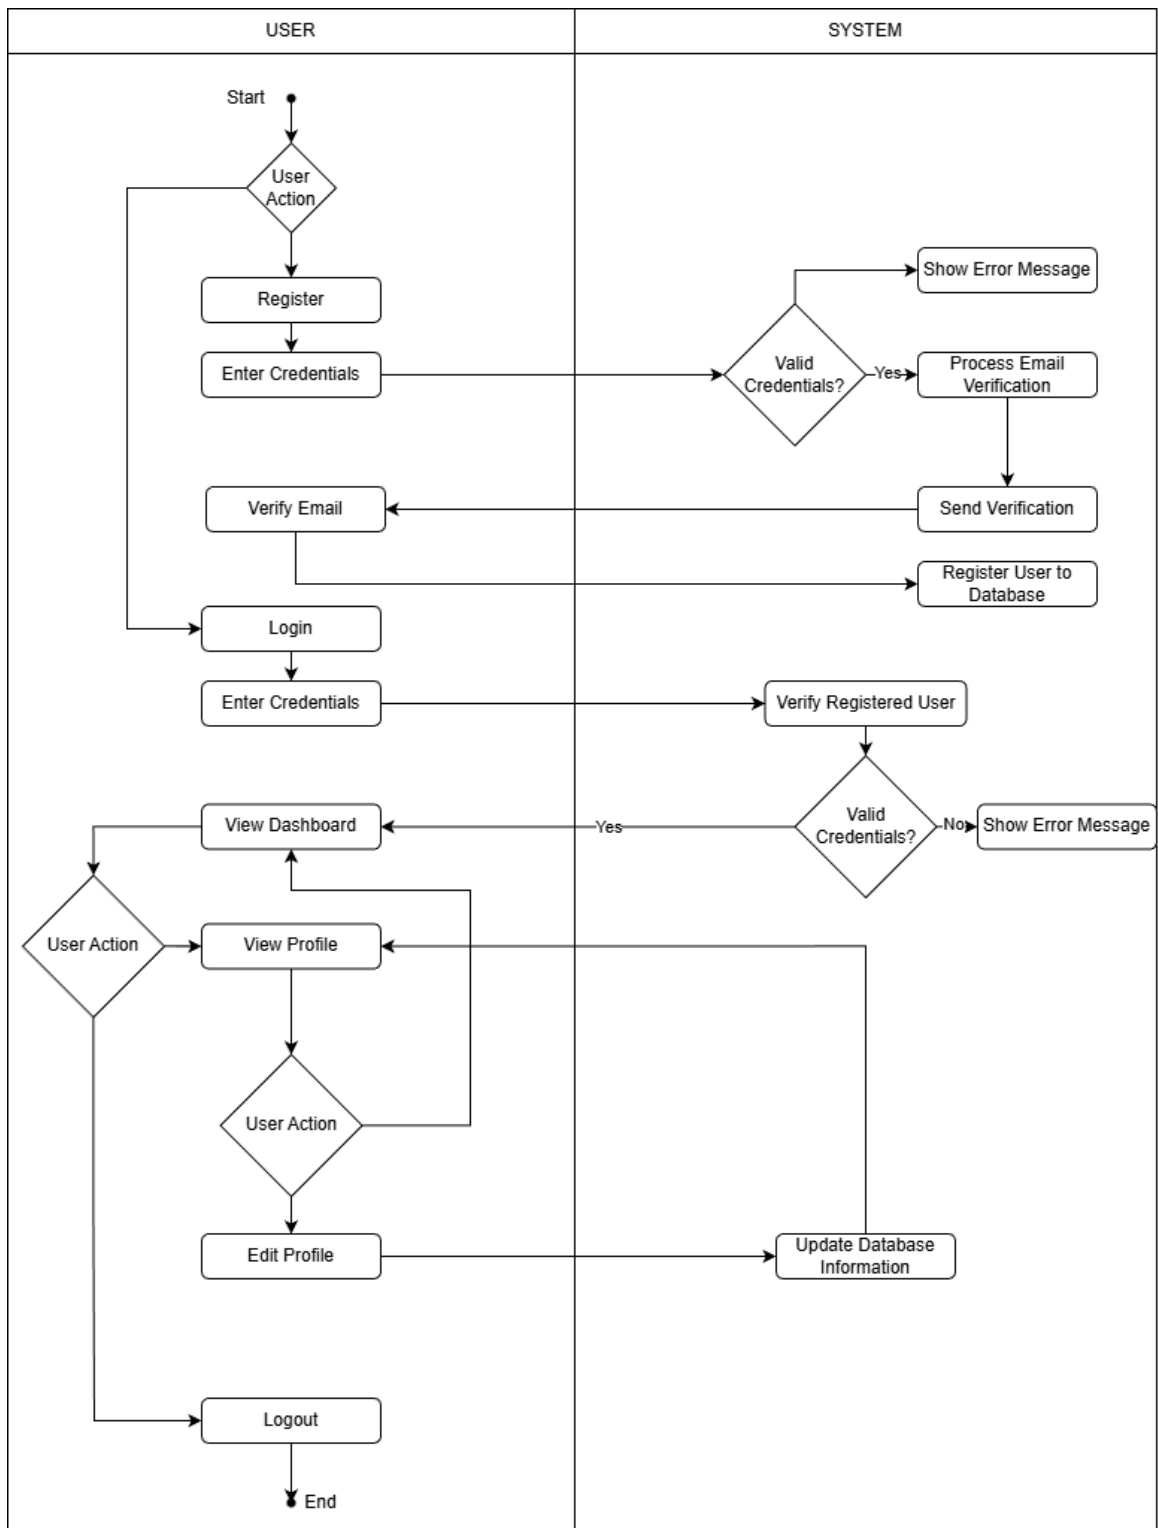 USER
SYSTEM
Start
User
Action
Register
Show Error Message
Enter Credentials
Valid
Credentials?
Yes
Process Email
Verification
Verify Email
Send Verification
Register User to
Database
Login
Enter Credentials
Verify Registered User
View Dashboard
Yes
Valid
Credentials?
No
Show Error Message
User Action
View Profile
User Action
Edit Profile
Update Database
Information
Logout
End